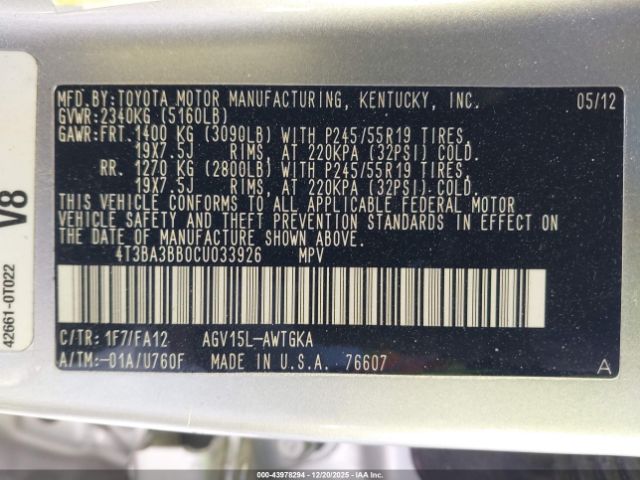 MFD.BY:TOYOTA MOTOR MANUFACTURING, KENTUCKY, INC. 05/12
GVWR:2340KG (5160LB)
GAWR:FRT. 1400 KG (3090LB) WITH P245/55R19 TIRES,
19X7.5J RIMS, AT 220KPA (32PSI) COLD.
RR. 1270 KG (2800LB) WITH P245/55R19 TIRES,
19X7.5J RIMS, AT 220KPA (32PSI) COLD.
THIS VEHICLE CONFORMS TO ALL APPLICABLE FEDERAL MOTOR
VEHICLE SAFETY AND THEFT PREVENTION STANDARDS IN EFFECT ON
THE DATE OF MANUFACTURE SHOWN ABOVE.
4T3BA3BB0CU033926 MPV
C/TR: 1F7/FA12 AGV15L-AWTGKA
A/TM:-01A/U760F MADE IN U.S.A. 76607 A
V8
42661-0T022
000-43978294 - 12/20/2025 - COPART.COM